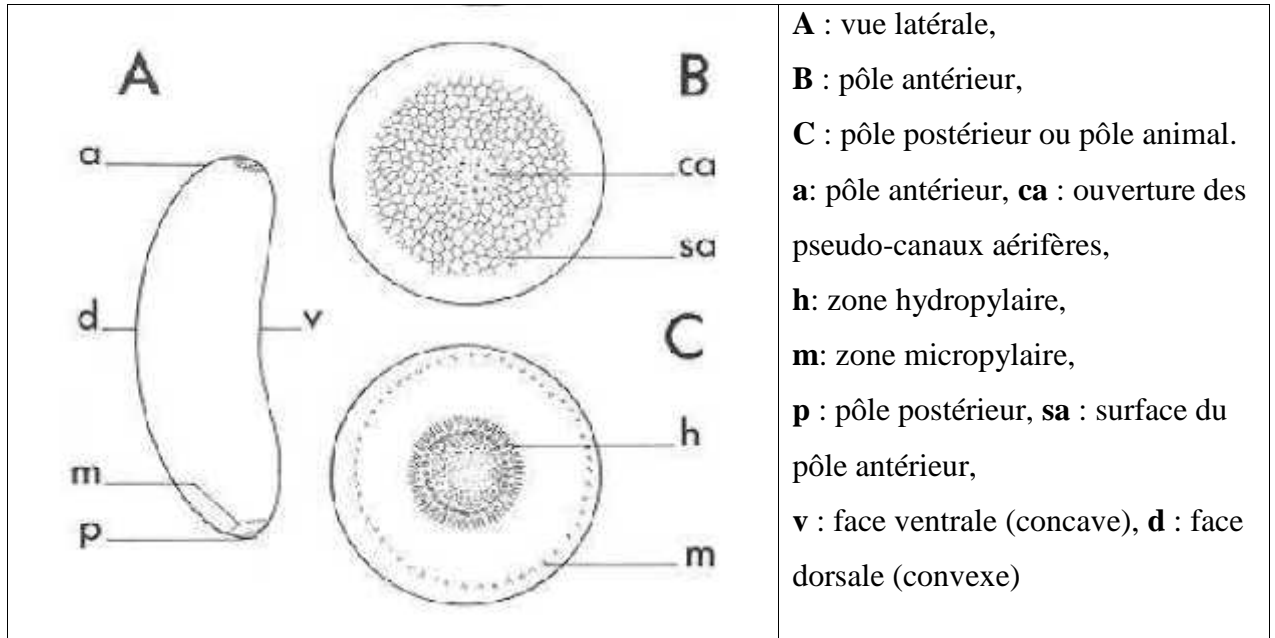 A
a
d
v
m
p
B
ca
sa
C
h
m
A : vue latérale,
B : pôle antérieur,
C : pôle postérieur ou pôle animal.
a: pôle antérieur, ca : ouverture des
pseudo-canaux aérifères,
h: zone hydropylaire,
m: zone micropylaire,
p : pôle postérieur, sa : surface du
pôle antérieur,
v : face ventrale (concave), d : face
dorsale (convexe)